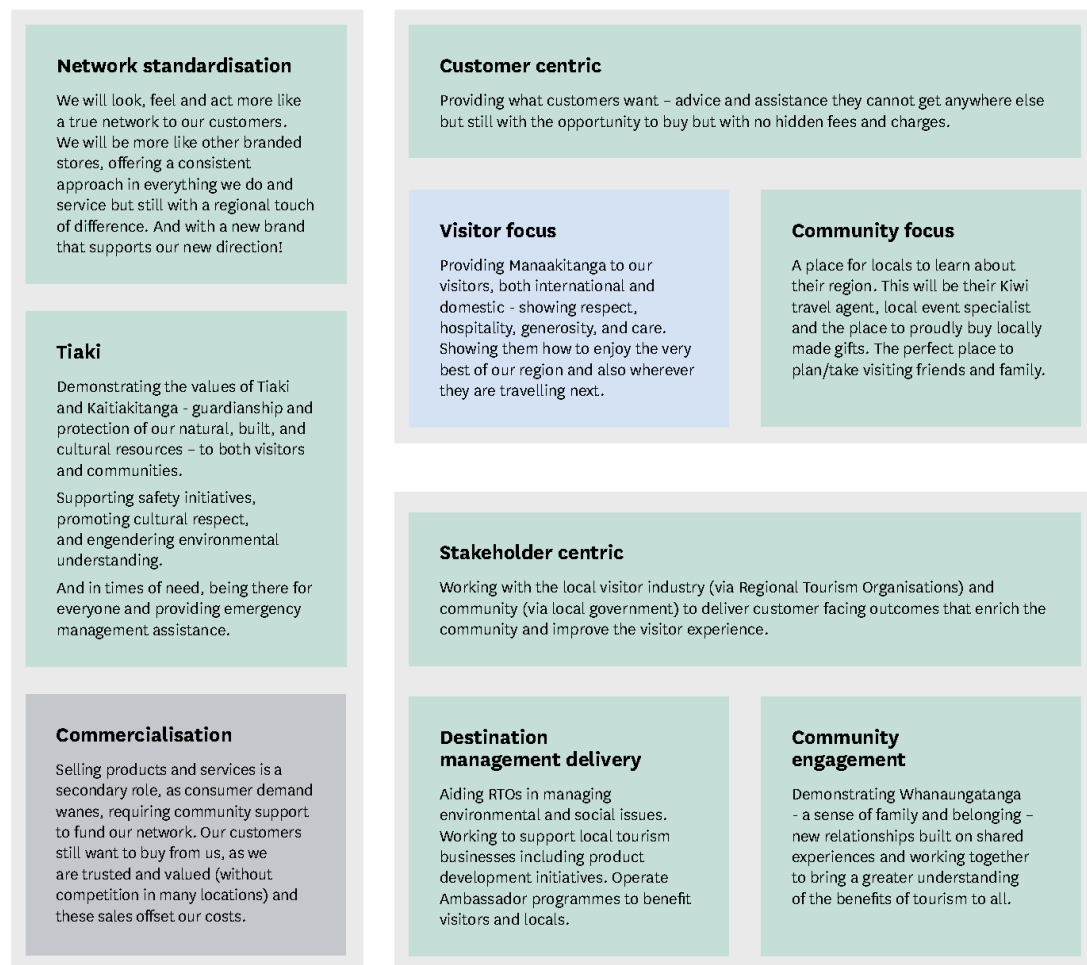 Network standardisation
We will look, feel and act more like
a true network to our customers.
We will be more like other branded
stores, offering a consistent
approach in everything we do and
service but still with a regional touch
of difference. And with a new brand
that supports our new direction!
Tiaki
Demonstrating the values of Tiaki
and Kaitiakitanga - guardianship and
protection of our natural, built, and
cultural resources – to both visitors
and communities.
Supporting safety initiatives,
promoting cultural respect,
and engendering environmental
understanding.
And in times of need, being there for
everyone and providing emergency
management assistance.
Commercialisation
Selling products and services is a
secondary role, as consumer demand
wanes, requiring community support
to fund our network. Our customers
still want to buy from us, as we
are trusted and valued (without
competition in many locations) and
these sales offset our costs.
Customer centric
Providing what customers want – advice and assistance they cannot get anywhere else
but still with the opportunity to buy but with no hidden fees and charges.
Visitor focus
Providing Manaakitanga to our
visitors, both international and
domestic - showing respect,
hospitality, generosity, and care.
Showing them how to enjoy the very
best of our region and also wherever
they are travelling next.
Community focus
A place for locals to learn about
their region. This will be their Kiwi
travel agent, local event specialist
and the place to proudly buy locally
made gifts. The perfect place to
plan/take visiting friends and family.
Stakeholder centric
Working with the local visitor industry (via Regional Tourism Organisations) and
community (via local government) to deliver customer facing outcomes that enrich the
community and improve the visitor experience.
Destination
management delivery
Aiding RTOs in managing
environmental and social issues.
Working to support local tourism
businesses including product
development initiatives. Operate
Ambassador programmes to benefit
visitors and locals.
Community
engagement
Demonstrating Whanaungatanga
- a sense of family and belonging –
new relationships built on shared
experiences and working together
to bring a greater understanding
of the benefits of tourism to all.